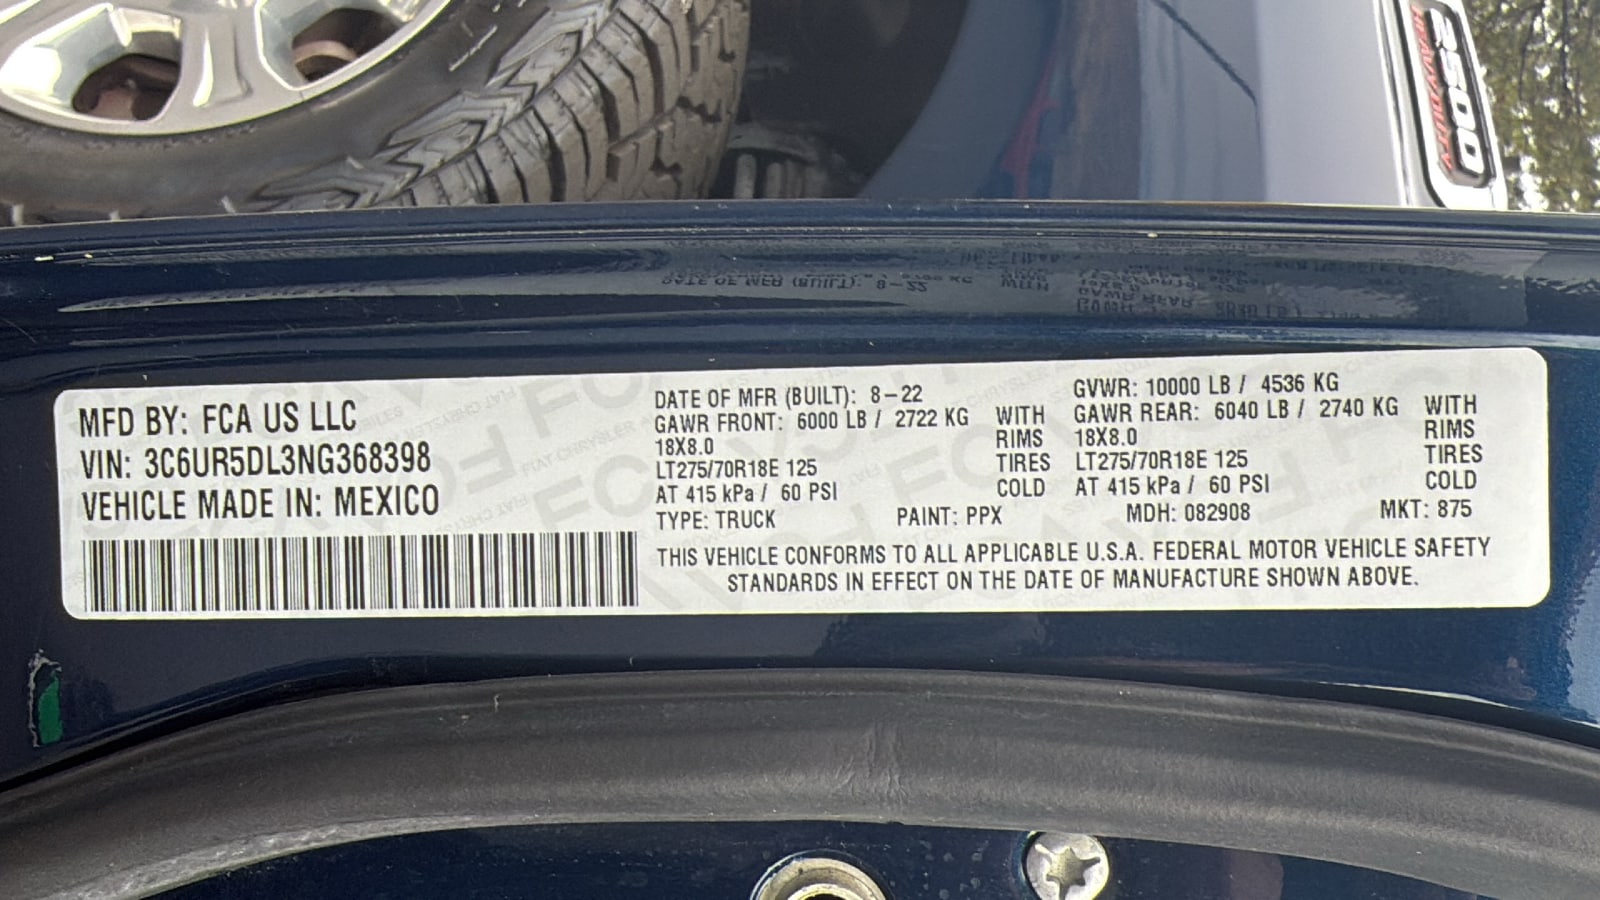 2500
HEAVY DUTY
MFD BY: FCA US LLC
VIN: 3C6UR5DL3NG368398
VEHICLE MADE IN: MEXICO
DATE OF MFR (BUILT): 8-22
GAWR FRONT: 6000 LB / 2722 KG WITH
18X8.0 RIMS
LT275/70R18E 125 TIRES
AT 415 kPa / 60 PSI COLD
GVWR: 10000 LB / 4536 KG
GAWR REAR: 6040 LB / 2740 KG WITH
18X8.0 RIMS
LT275/70R18E 125 TIRES
AT 415 kPa / 60 PSI COLD
TYPE: TRUCK PAINT: PPX MDH: 082908 MKT: 875
THIS VEHICLE CONFORMS TO ALL APPLICABLE U.S.A. FEDERAL MOTOR VEHICLE SAFETY
STANDARDS IN EFFECT ON THE DATE OF MANUFACTURE SHOWN ABOVE.